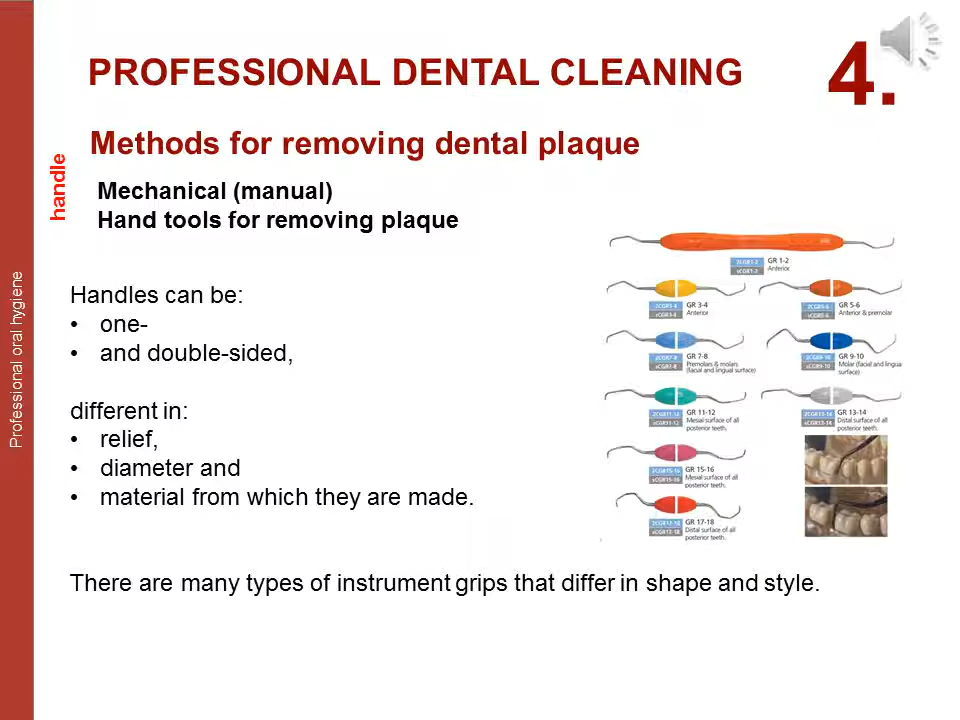 PROFESSIONAL DENTAL CLEANING
4.
Methods for removing dental plaque
handle
Mechanical (manual)
Hand tools for removing plaque
Professional oral hygiene
Handles can be:
• one-
• and double-sided,
different in:
• relief,
• diameter and
• material from which they are made.
GR 1-2
Anterior
GR 3-4
Anterior
GR 5-6
Anterior & premolar
GR 7-8
Premolars & molars
(facial and lingual surface)
GR 9-10
Molar (facial and lingua
surface)
GR 11-12
Mesial surface of all
posterior teeth.
GR 13-14
Distal surface of all
posterior teeth.
GR 15-16
Mesial surface of all
posterior teeth.
GR 17-18
Distal surface of all
posterior teeth.
There are many types of instrument grips that differ in shape and style.